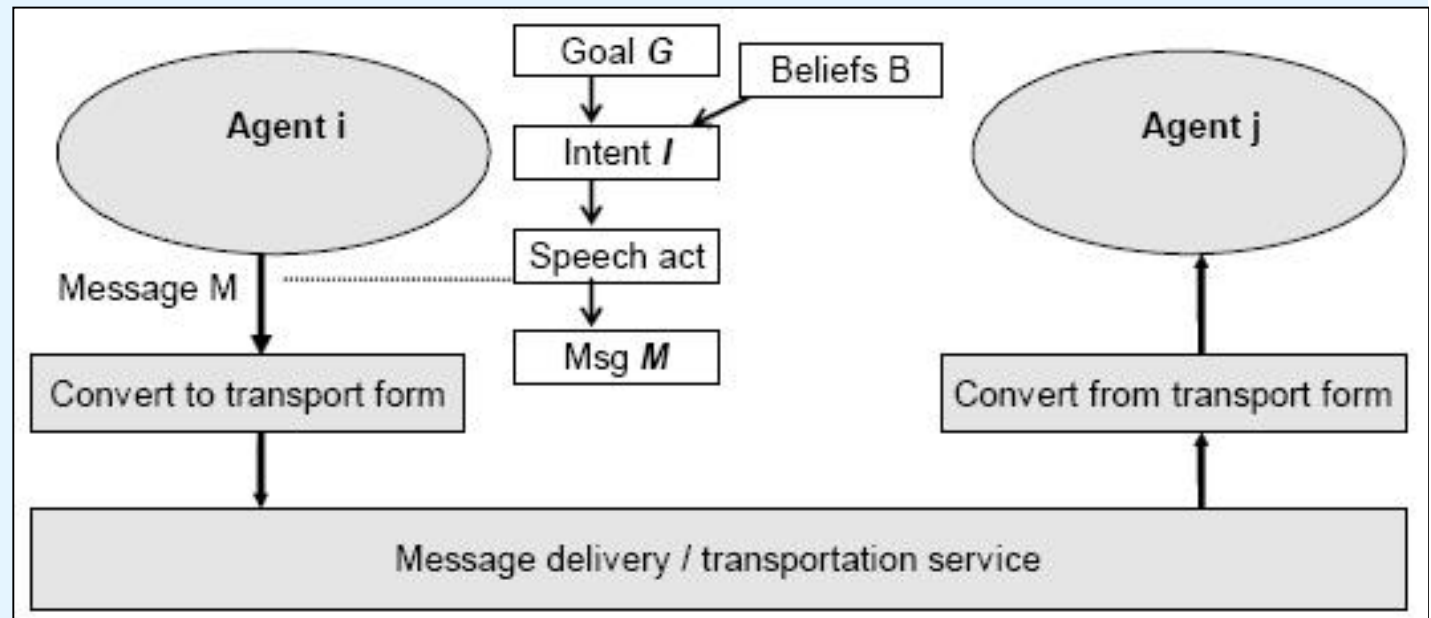 Goal G
Beliefs B
Agent i
Agent j
Intent I
Speech act
Message M
Msg M
Convert to transport form
Convert from transport form
Message delivery / transportation service